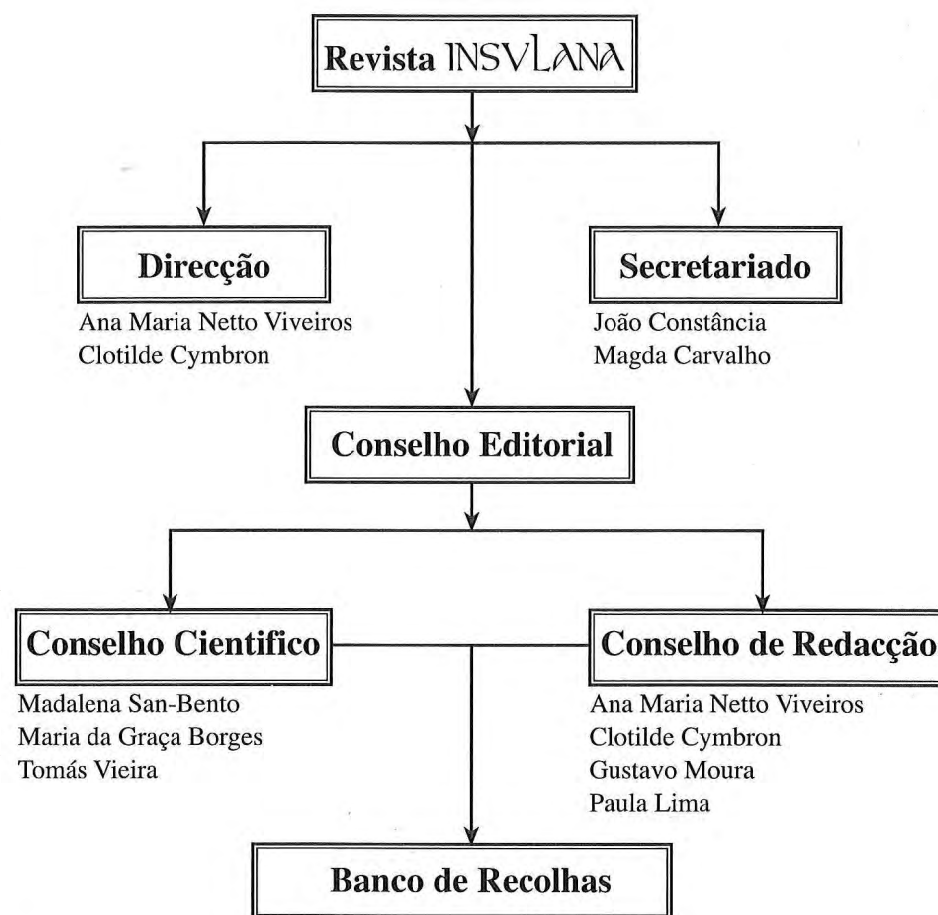 Revista INSVLANA
Direcção
Ana Maria Netto Viveiros
Clotilde Cymbron
Secretariado
João Constância
Magda Carvalho
Conselho Editorial
Conselho Cientifico
Madalena San-Bento
Maria da Graça Borges
Tomás Vieira
Conselho de Redacção
Ana Maria Netto Viveiros
Clotilde Cymbron
Gustavo Moura
Paula Lima
Banco de Recolhas